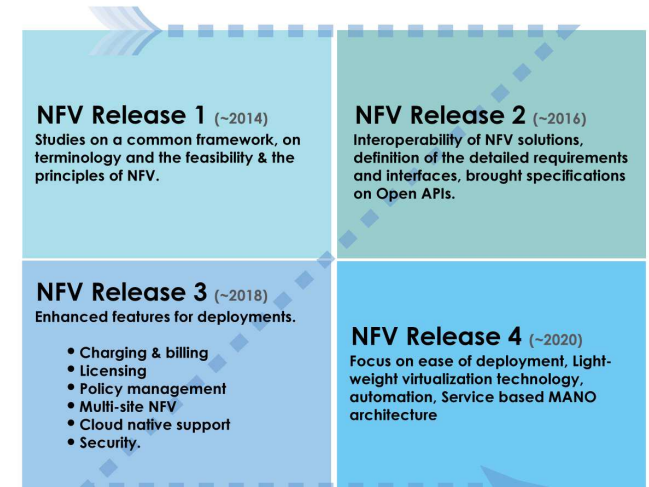 NFV Release 1 (~2014)
Studies on a common framework, on
terminology and the feasibility & the
principles of NFV.
NFV Release 2 (~2016)
Interoperability of NFV solutions,
definition of the detailed requirements
and interfaces, brought specifications
on Open APIs.
NFV Release 3 (~2018)
Enhanced features for deployments.
• Charging & billing
• Licensing
• Policy management
• Multi-site NFV
• Cloud native support
• Security.
NFV Release 4 (~2020)
Focus on ease of deployment, Light-
weight virtualization technology,
automation, Service based MANO
architecture